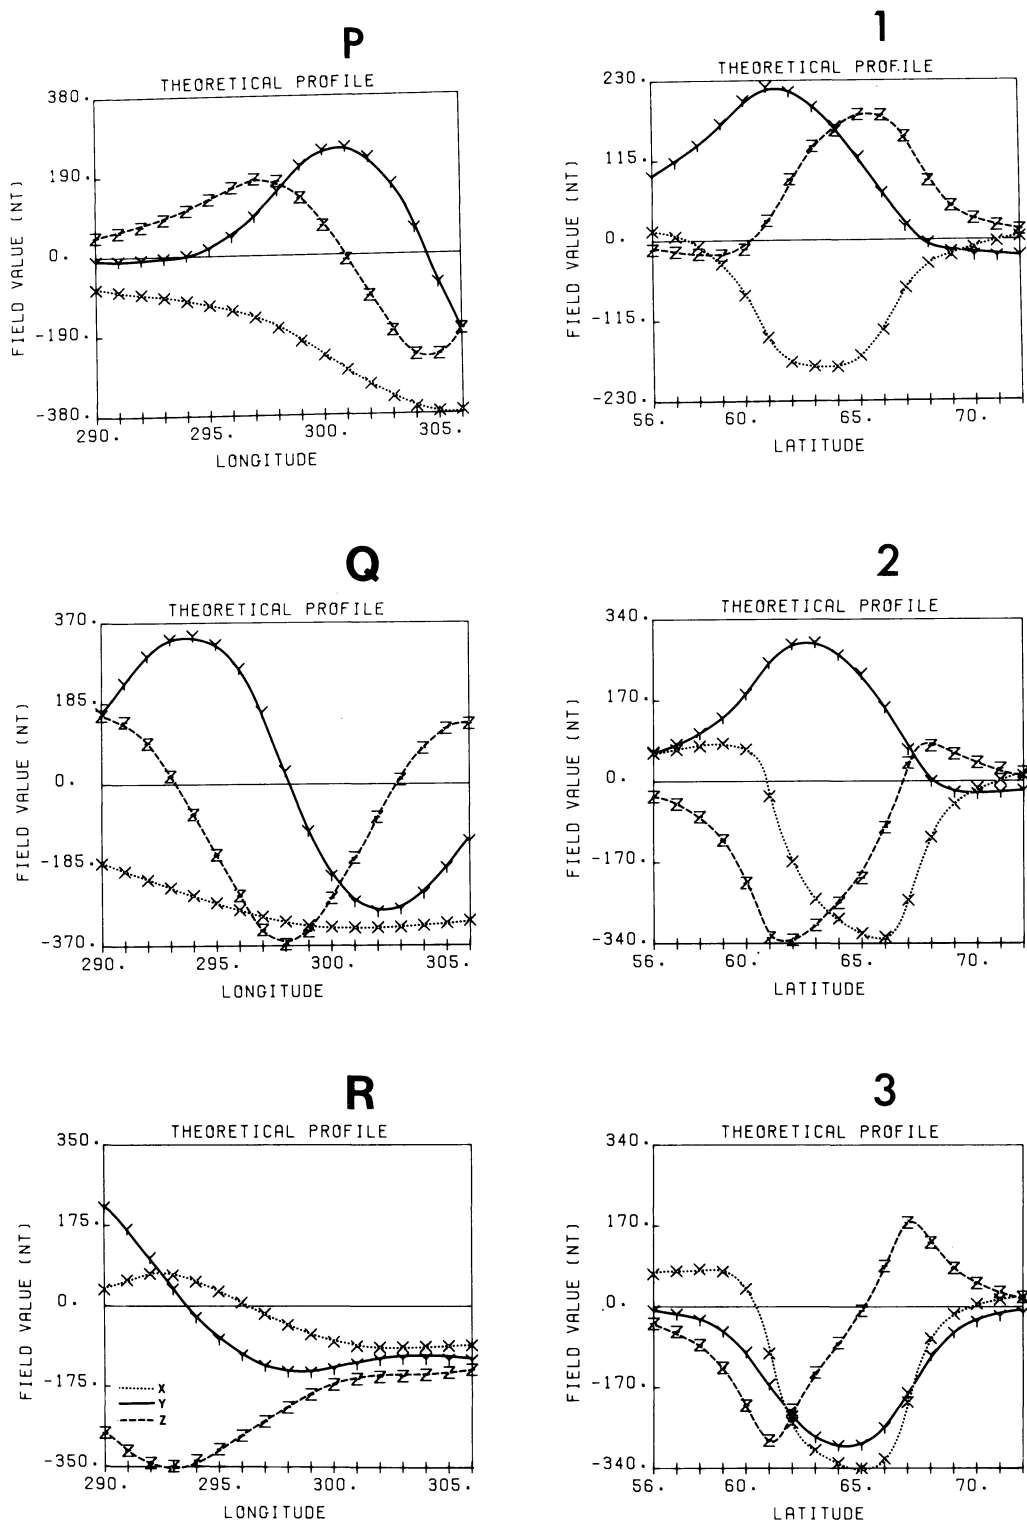 P
THEORETICAL PROFILE
380.
190.
0.
-190.
-380.
FIELD VALUE (NT)
290. 295. 300. 305.
LONGITUDE
1
THEORETICAL PROFILE
230.
115.
0.
-115.
-230.
FIELD VALUE (NT)
56. 60. 65. 70.
LATITUDE
Q
THEORETICAL PROFILE
370.
185.
0.
-185.
-370.
FIELD VALUE (NT)
290. 295. 300. 305.
LONGITUDE
2
THEORETICAL PROFILE
340.
170.
0.
-170.
-340.
FIELD VALUE (NT)
56. 60. 65. 70.
LATITUDE
R
THEORETICAL PROFILE
350.
175.
0.
-175.
-350.
FIELD VALUE (NT)
X
Y
Z
290. 295. 300. 305.
LONGITUDE
3
THEORETICAL PROFILE
340.
170.
0.
-170.
-340.
FIELD VALUE (NT)
56. 60. 65. 70.
LATITUDE